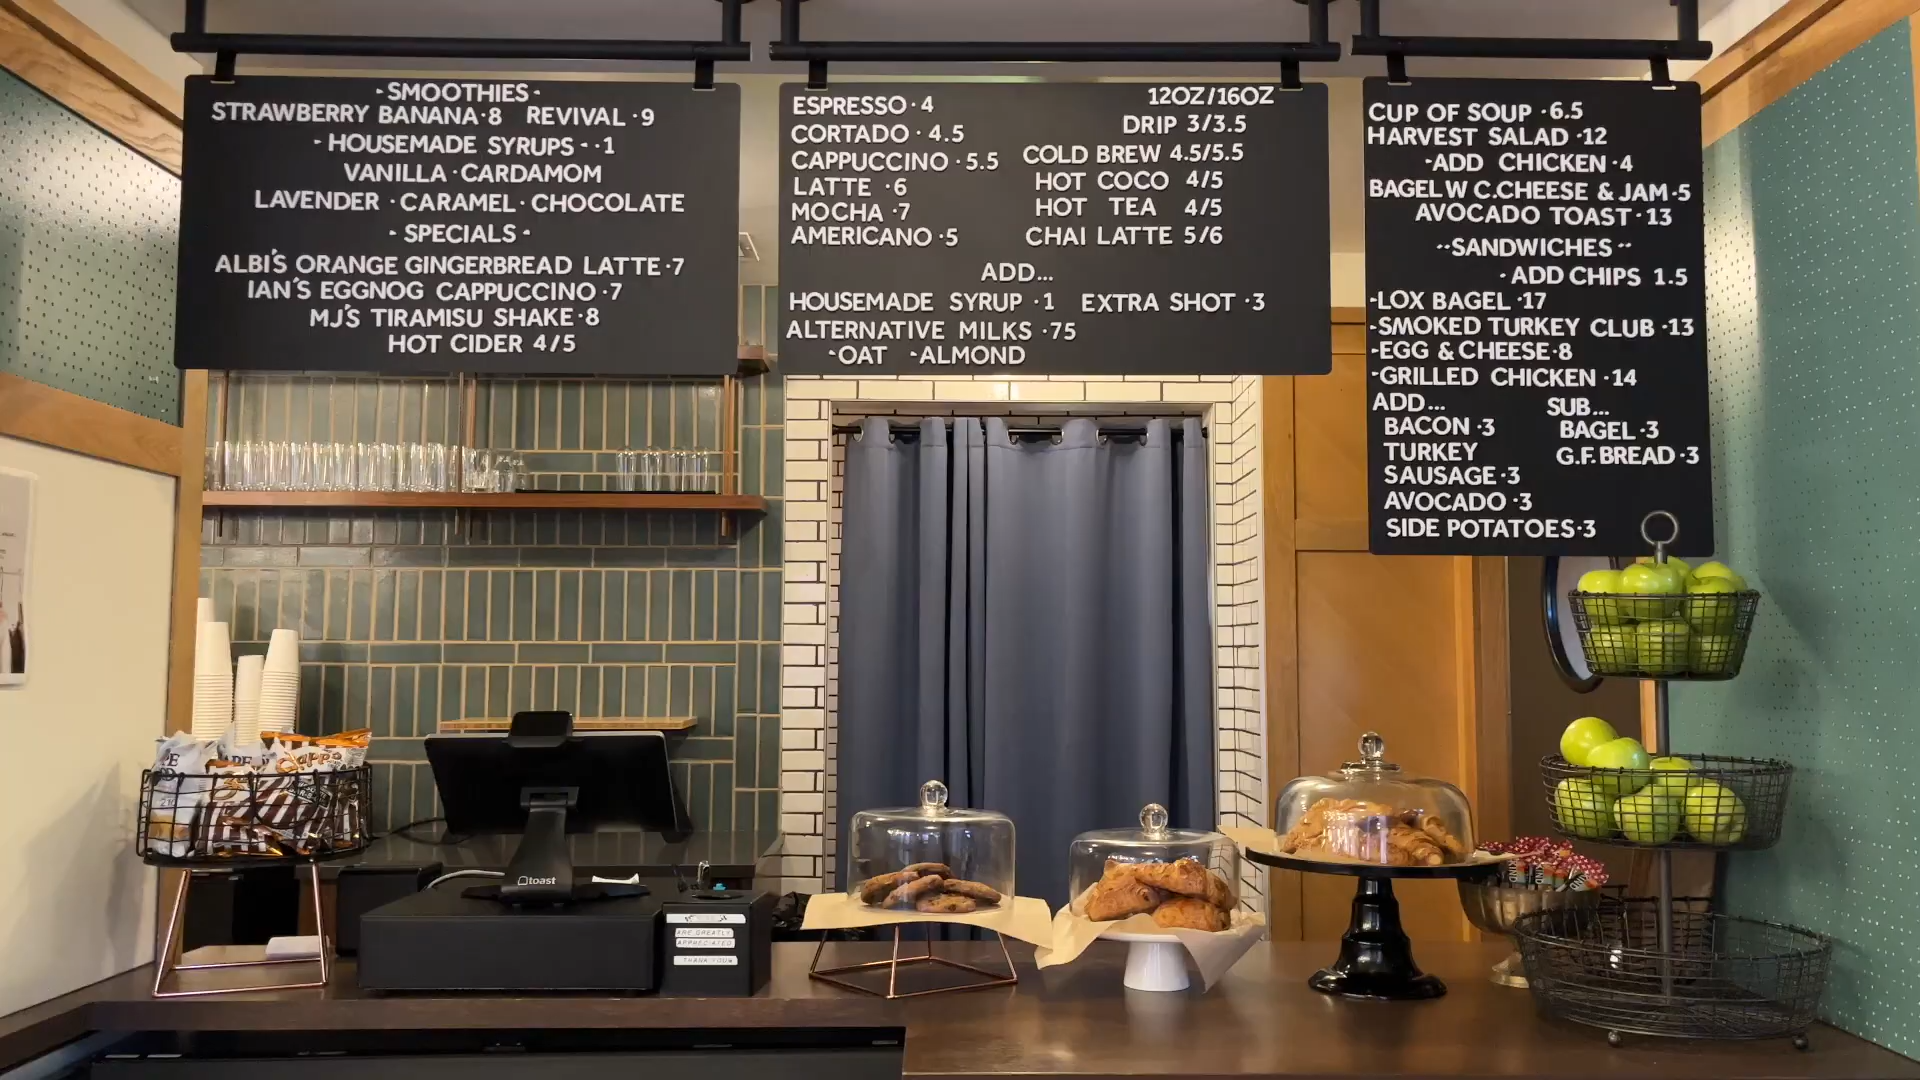 -SMOOTHIES-
STRAWBERRY BANANA·8 REVIVAL·9
-HOUSEMADE SYRUPS-·1
VANILLA·CARDAMOM
LAVENDER·CARAMEL·CHOCOLATE
-SPECIALS-
ALBI'S ORANGE GINGERBREAD LATTE·7
IAN'S EGGNOG CAPPUCCINO·7
MJ'S TIRAMISU SHAKE·8
HOT CIDER 4/5
ESPRESSO·4
CORTADO·4.5
CAPPUCCINO·5.5
LATTE·6
MOCHA·7
AMERICANO·5
12OZ/16OZ
DRIP 3/3.5
COLD BREW 4.5/5.5
HOT COCO 4/5
HOT TEA 4/5
CHAI LATTE 5/6
ADD...
HOUSEMADE SYRUP·1 EXTRA SHOT·3
ALTERNATIVE MILKS·75
-OAT -ALMOND
CUP OF SOUP·6.5
HARVEST SALAD·12
-ADD CHICKEN·4
BAGEL W C.CHEESE & JAM·5
AVOCADO TOAST·13
--SANDWICHES--
·ADD CHIPS 1.5
-LOX BAGEL·17
-SMOKED TURKEY CLUB·13
-EGG & CHEESE·8
-GRILLED CHICKEN·14
ADD...
BACON·3
TURKEY
SAUSAGE·3
AVOCADO·3
SIDE POTATOES·3
SUB...
BAGEL·3
G.F. BREAD·3
toast
ARE GREATLY
APPRECIATED
THANK YOU